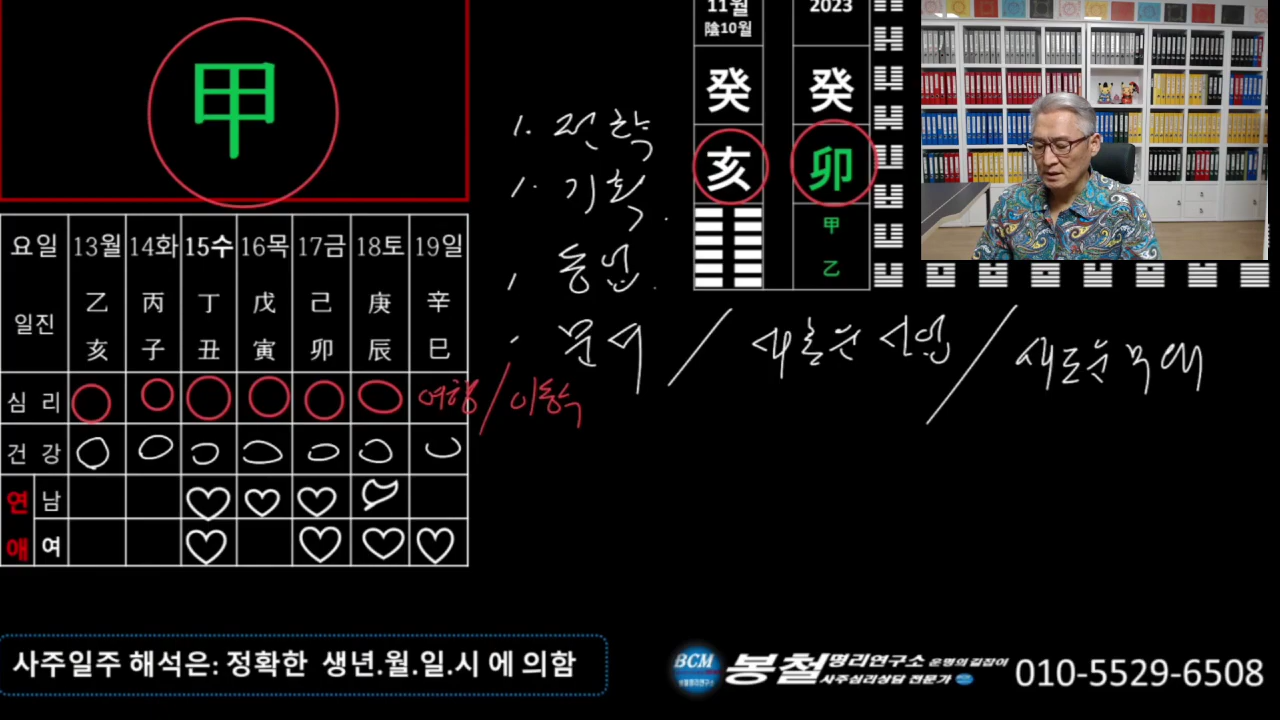 甲
11월
陰10월
癸
亥
2023
癸
卯
甲
乙
1. 전학
1. 기획.
1 동업.
1. 문서 / 새로운 산업 / 새로운 무대
요일 13월 14화 15수 16목 17금 18토 19일
일진 乙亥 丙子 丁丑 戊寅 己卯 庚辰 辛巳
심리 여행/이동수
건강
연애 남
여
사주일주 해석은: 정확한 생년.월.일.시 에 의함
BCM
봉철 명리연구소 운명의 길잡이
사주심리상담 전문가
010-5529-6508